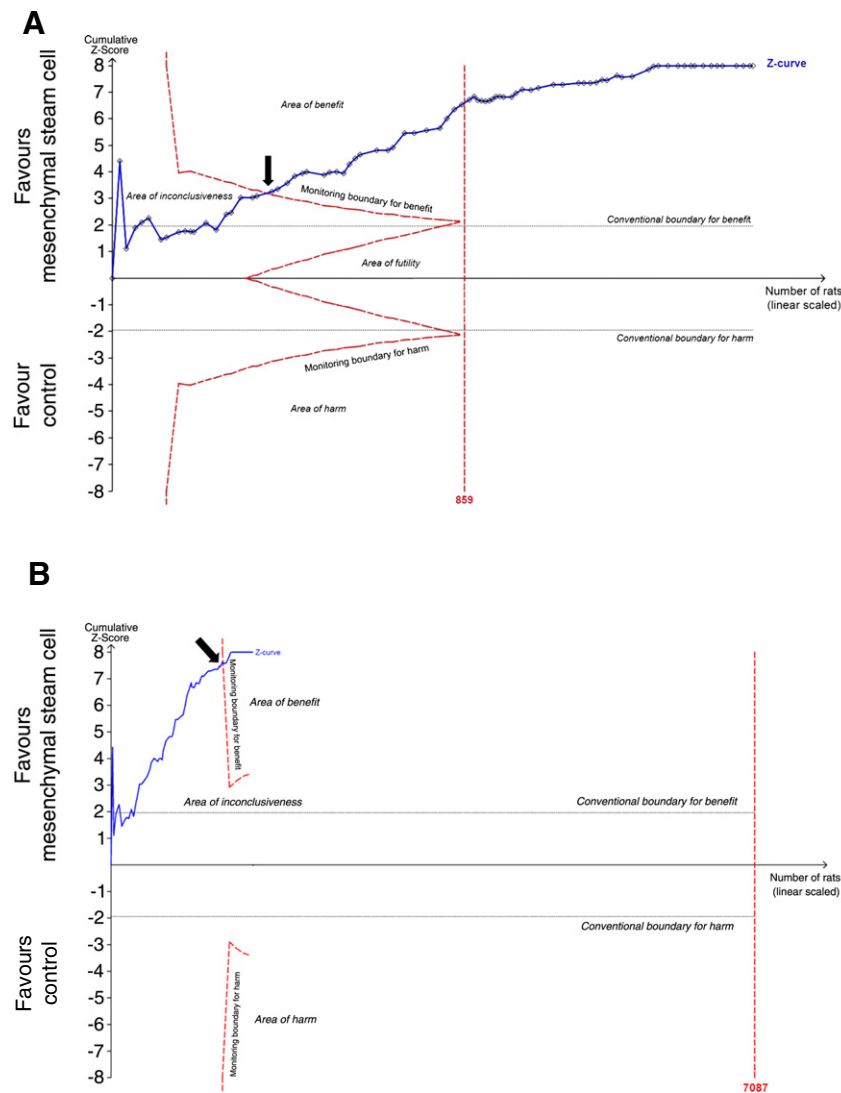 A
Cumulative
Z-Score
Favours
mesenchymal steam cell
Favour
control
8
7
6
5
4
3
2
1
-1
-2
-3
-4
-5
-6
-7
-8
Z-curve
Area of benefit
Area of inconclusiveness
Monitoring boundary for benefit
Conventional boundary for benefit
Area of futility
Number of rats
(linear scaled)
Conventional boundary for harm
Monitoring boundary for harm
Area of harm
859
B
Cumulative
Z-Score
Favours
mesenchymal steam cell
Favours
control
8
7
6
5
4
3
2
1
-1
-2
-3
-4
-5
-6
-7
-8
Z-curve
Monitoring boundary for benefit
Area of benefit
Area of inconclusiveness
Conventional boundary for benefit
Number of rats
(linear scaled)
Conventional boundary for harm
Monitoring boundary for harm
Area of harm
7087